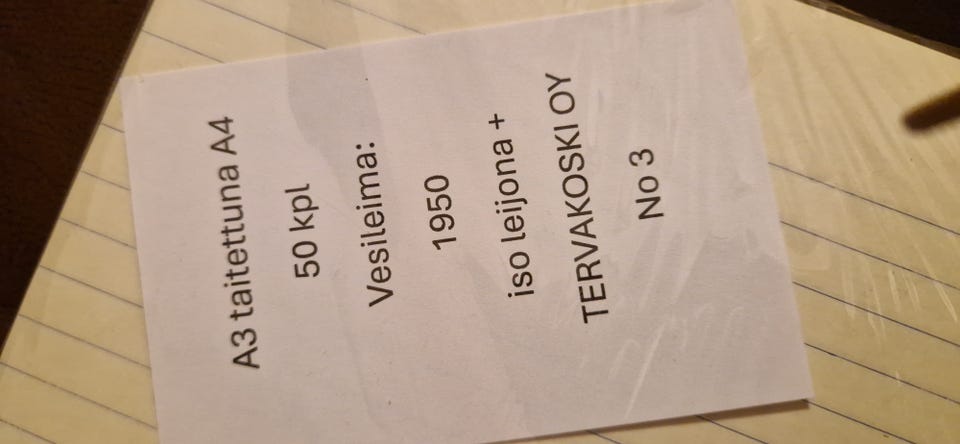 A3 taitettuna A4
50 kpl
Vesileima:
1950
iso leijona +
TERVAKOSKI OY
No 3